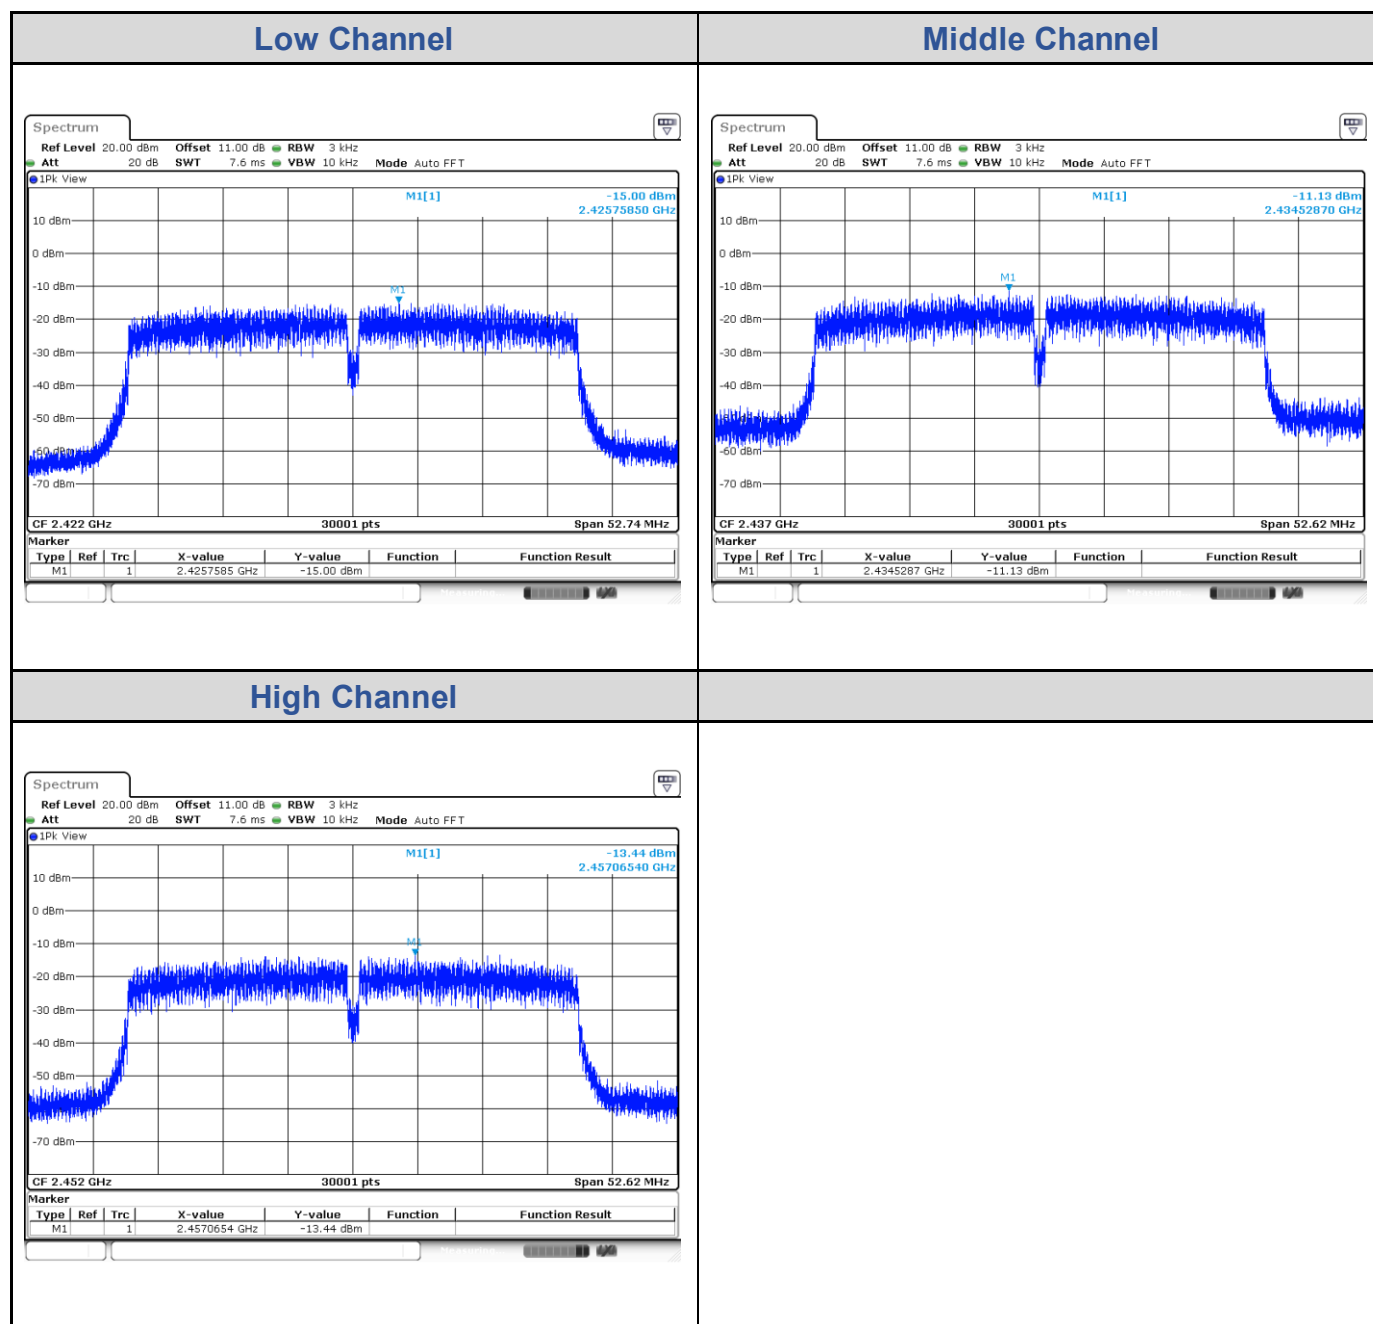 Low Channel
Middle Channel
Spectrum
Ref Level 20.00 dBm Offset 11.00 dB RBW 3 kHz
Att 20 dB SWT 7.6 ms VBW 10 kHz Mode Auto FFT
1Pk View
M1[1] -15.00 dBm
2.42575850 GHz
10 dBm
0 dBm
M1
-10 dBm
-20 dBm
-30 dBm
-40 dBm
-50 dBm
-60 dBm
-70 dBm
CF 2.422 GHz 30001 pts Span 52.74 MHz
Marker
Type Ref Trc X-value Y-value Function Function Result
M1 1 2.4257585 GHz -15.00 dBm
Spectrum
Ref Level 20.00 dBm Offset 11.00 dB RBW 3 kHz
Att 20 dB SWT 7.6 ms VBW 10 kHz Mode Auto FFT
1Pk View
M1[1] -11.13 dBm
2.43452870 GHz
10 dBm
0 dBm
M1
-10 dBm
-20 dBm
-30 dBm
-40 dBm
-50 dBm
-60 dBm
-70 dBm
CF 2.437 GHz 30001 pts Span 52.62 MHz
Marker
Type Ref Trc X-value Y-value Function Function Result
M1 1 2.4345287 GHz -11.13 dBm
Measuring...
High Channel
Spectrum
Ref Level 20.00 dBm Offset 11.00 dB RBW 3 kHz
Att 20 dB SWT 7.6 ms VBW 10 kHz Mode Auto FFT
1Pk View
M1[1] -13.44 dBm
2.45706540 GHz
10 dBm
0 dBm
-10 dBm
M1
-20 dBm
-30 dBm
-40 dBm
-50 dBm
-70 dBm
CF 2.452 GHz 30001 pts Span 52.62 MHz
Marker
Type Ref Trc X-value Y-value Function Function Result
M1 1 2.4570654 GHz -13.44 dBm
Measuring...